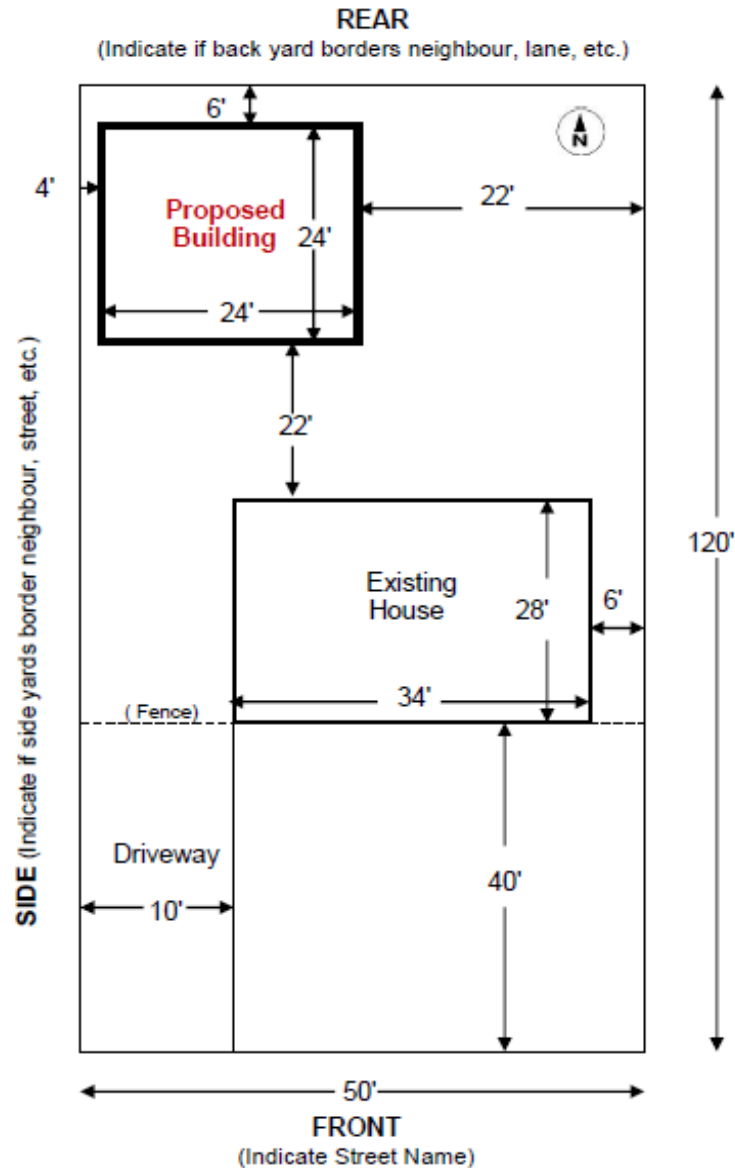 REAR
(Indicate if back yard borders neighbour, lane, etc.)
6'
N
4'
22'
Proposed
Building
24'
24'
22'
SIDE (Indicate if side yards border neighbour, street, etc.)
120'
Existing
House
28'
6'
34'
( Fence)
Driveway
40'
10'
50'
FRONT
(Indicate Street Name)